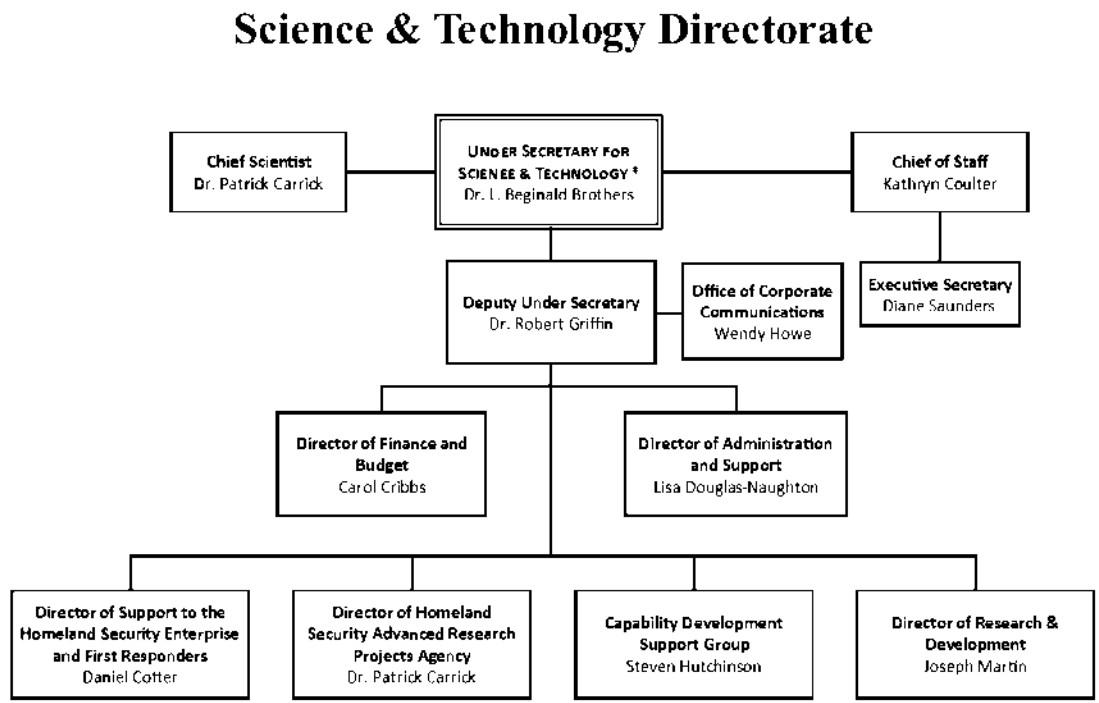 Science & Technology Directorate
Chief Scientist
Dr. Patrick Carrick
UNDER SECRETARY FOR
SCIENCE & TECHNOLOGY *
Dr. L. Reginald Brothers
Chief of Staff
Kathryn Coulter
Deputy Under Secretary
Dr. Robert Griffin
Office of Corporate
Communications
Wendy Howe
Executive Secretary
Diane Saunders
Director of Finance and
Budget
Carol Cribbs
Director of Administration
and Support
Lisa Douglas-Naughton
Director of Support to the
Homeland Security Enterprise
and First Responders
Daniel Cotter
Director of Homeland
Security Advanced Research
Projects Agency
Dr. Patrick Carrick
Capability Development
Support Group
Steven Hutchinson
Director of Research &
Development
Joseph Martin